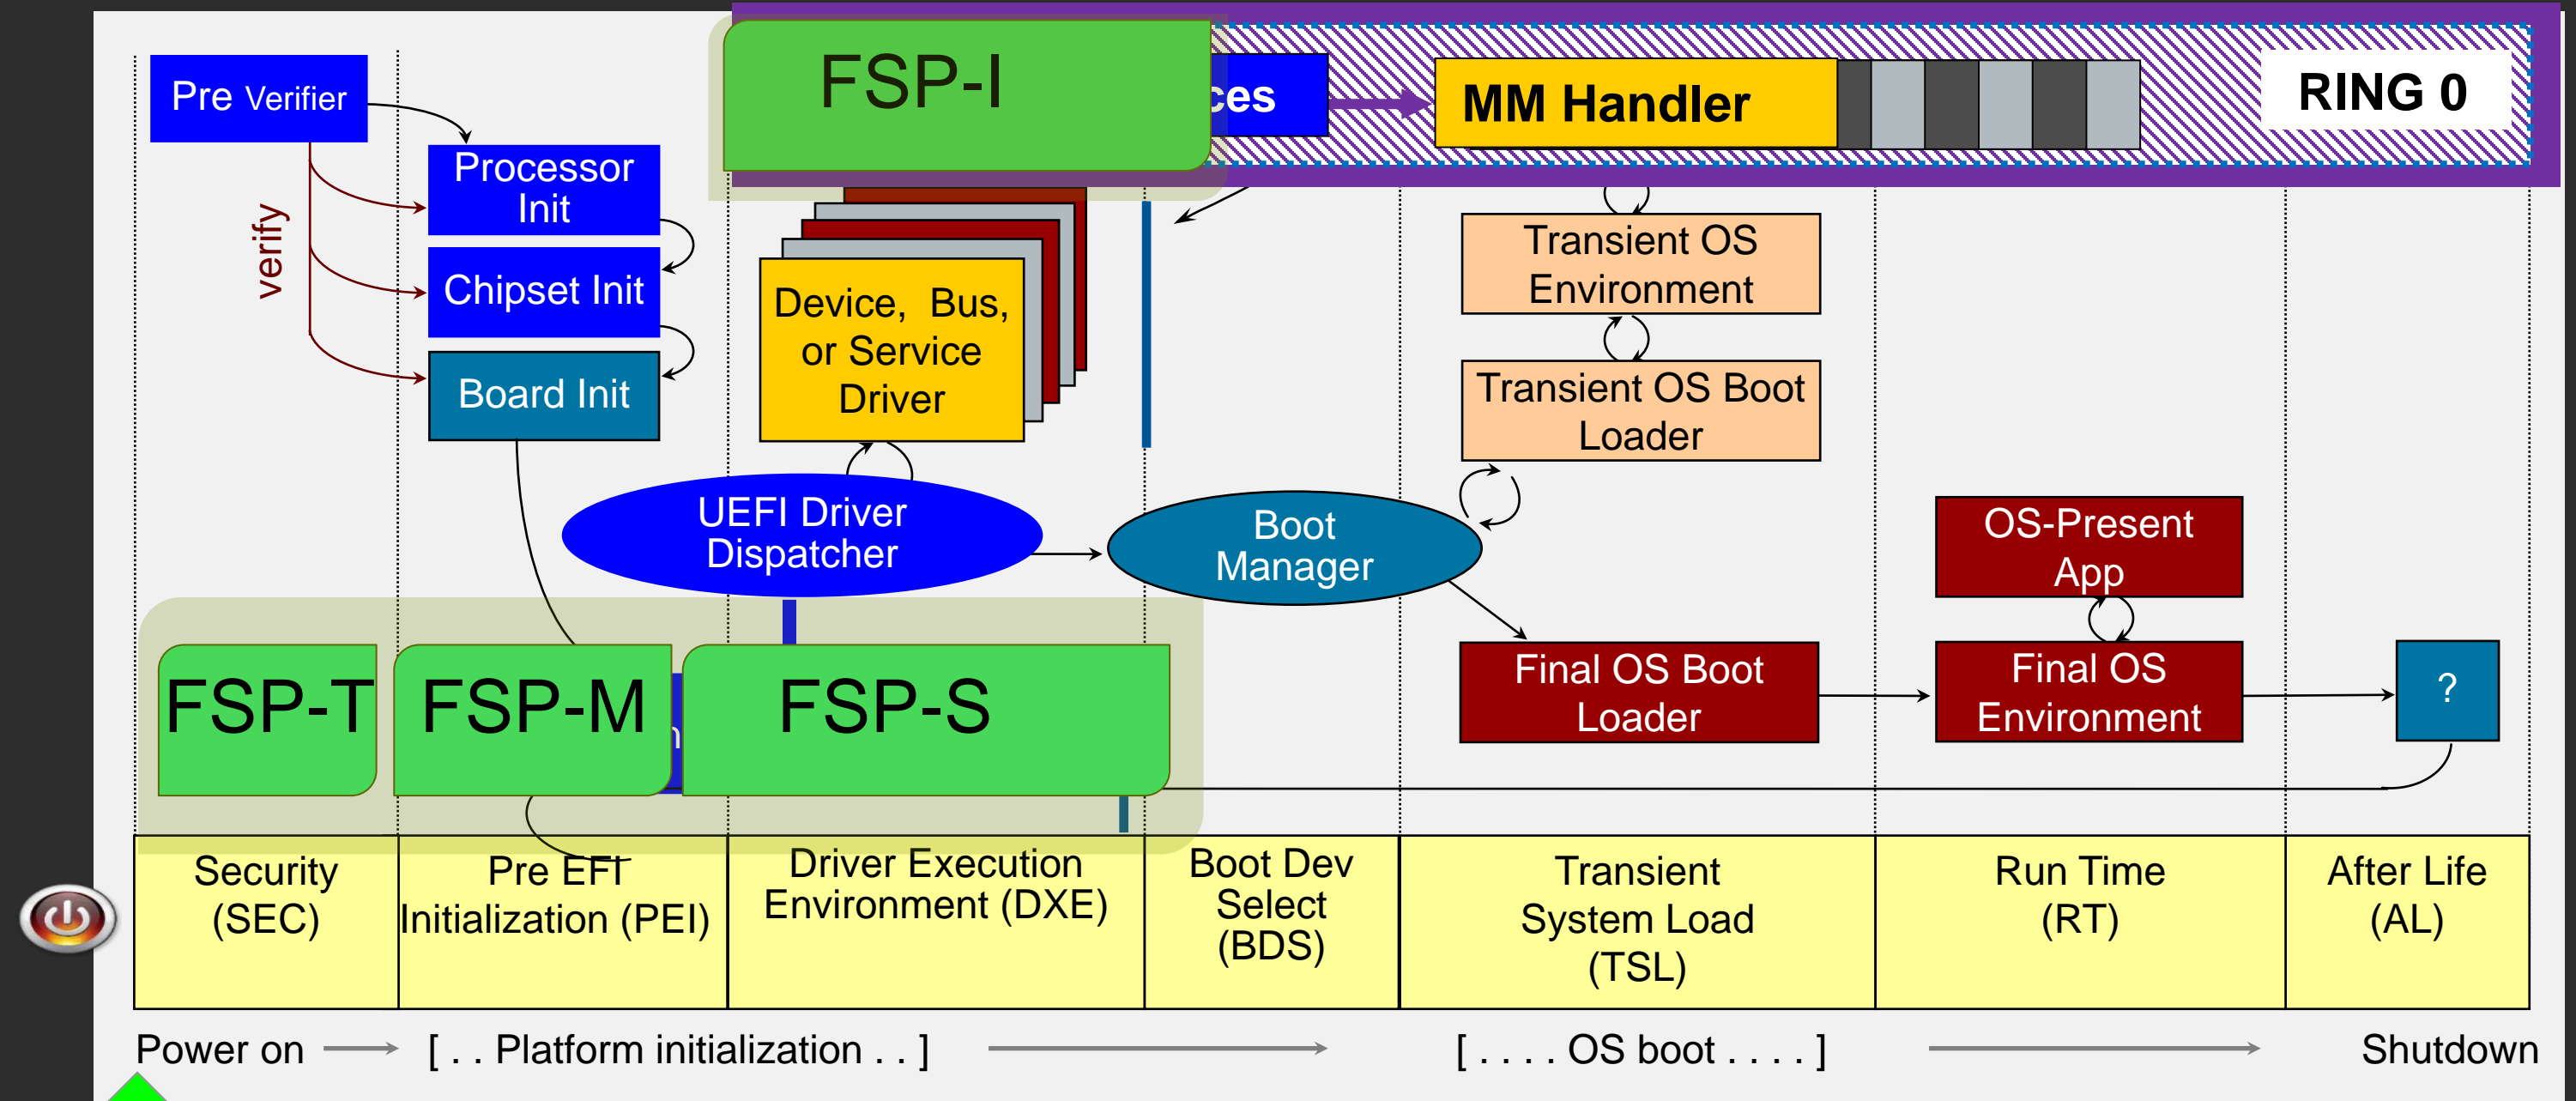 FSP-I
ces
MM Handler
RING 0
Pre Verifier
Processor
Init
verify
Chipset Init
Board Init
Device, Bus,
or Service
Driver
Transient OS
Environment
Transient OS Boot
Loader
UEFI Driver
Dispatcher
Boot
Manager
OS-Present
App
FSP-T
FSP-M
FSP-S
Final OS Boot
Loader
Final OS
Environment
?
Security
(SEC)
Pre EFI
Initialization (PEI)
Driver Execution
Environment (DXE)
Boot Dev
Select
(BDS)
Transient
System Load
(TSL)
Run Time
(RT)
After Life
(AL)
Power on
[ . . Platform initialization . . ]
[ . . . . OS boot . . . . ]
Shutdown